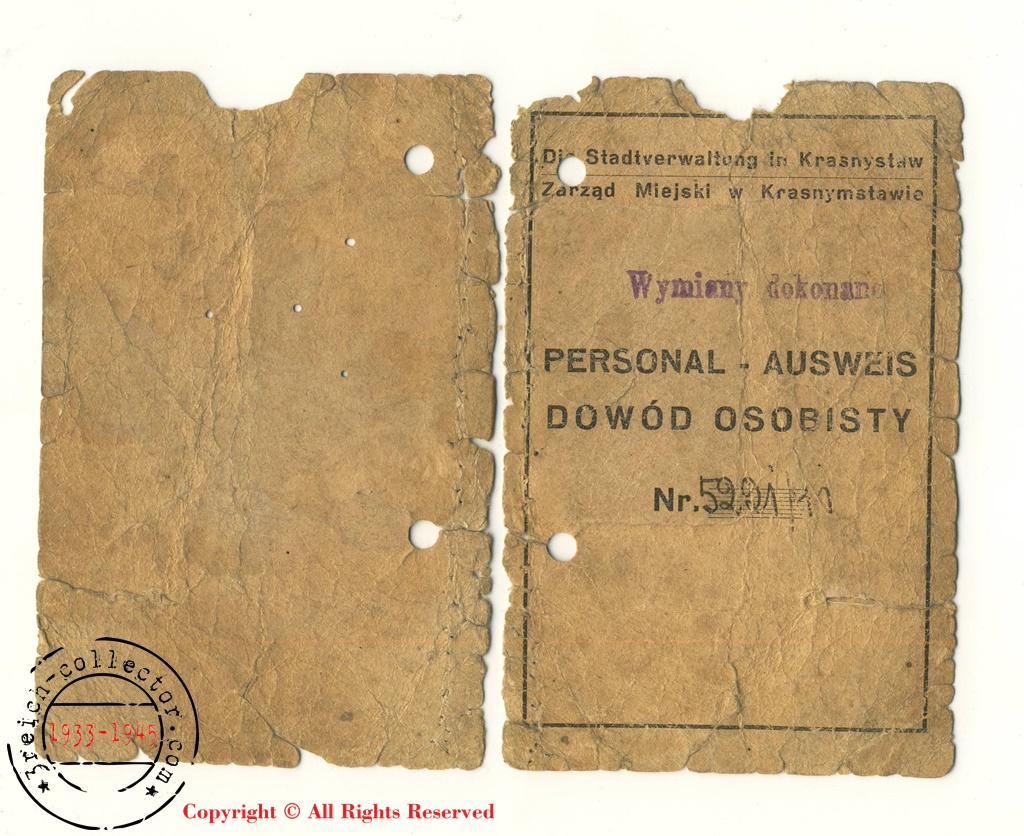 Die Stadtverwaltung in Krasnystaw
Zarząd Miejski w Krasnymstawie
Wymiany dokonano
PERSONAL - AUSWEIS
DOWÓD OSOBISTY
Nr.
3reich-collector.com
1933-1945
Copyright © All Rights Reserved